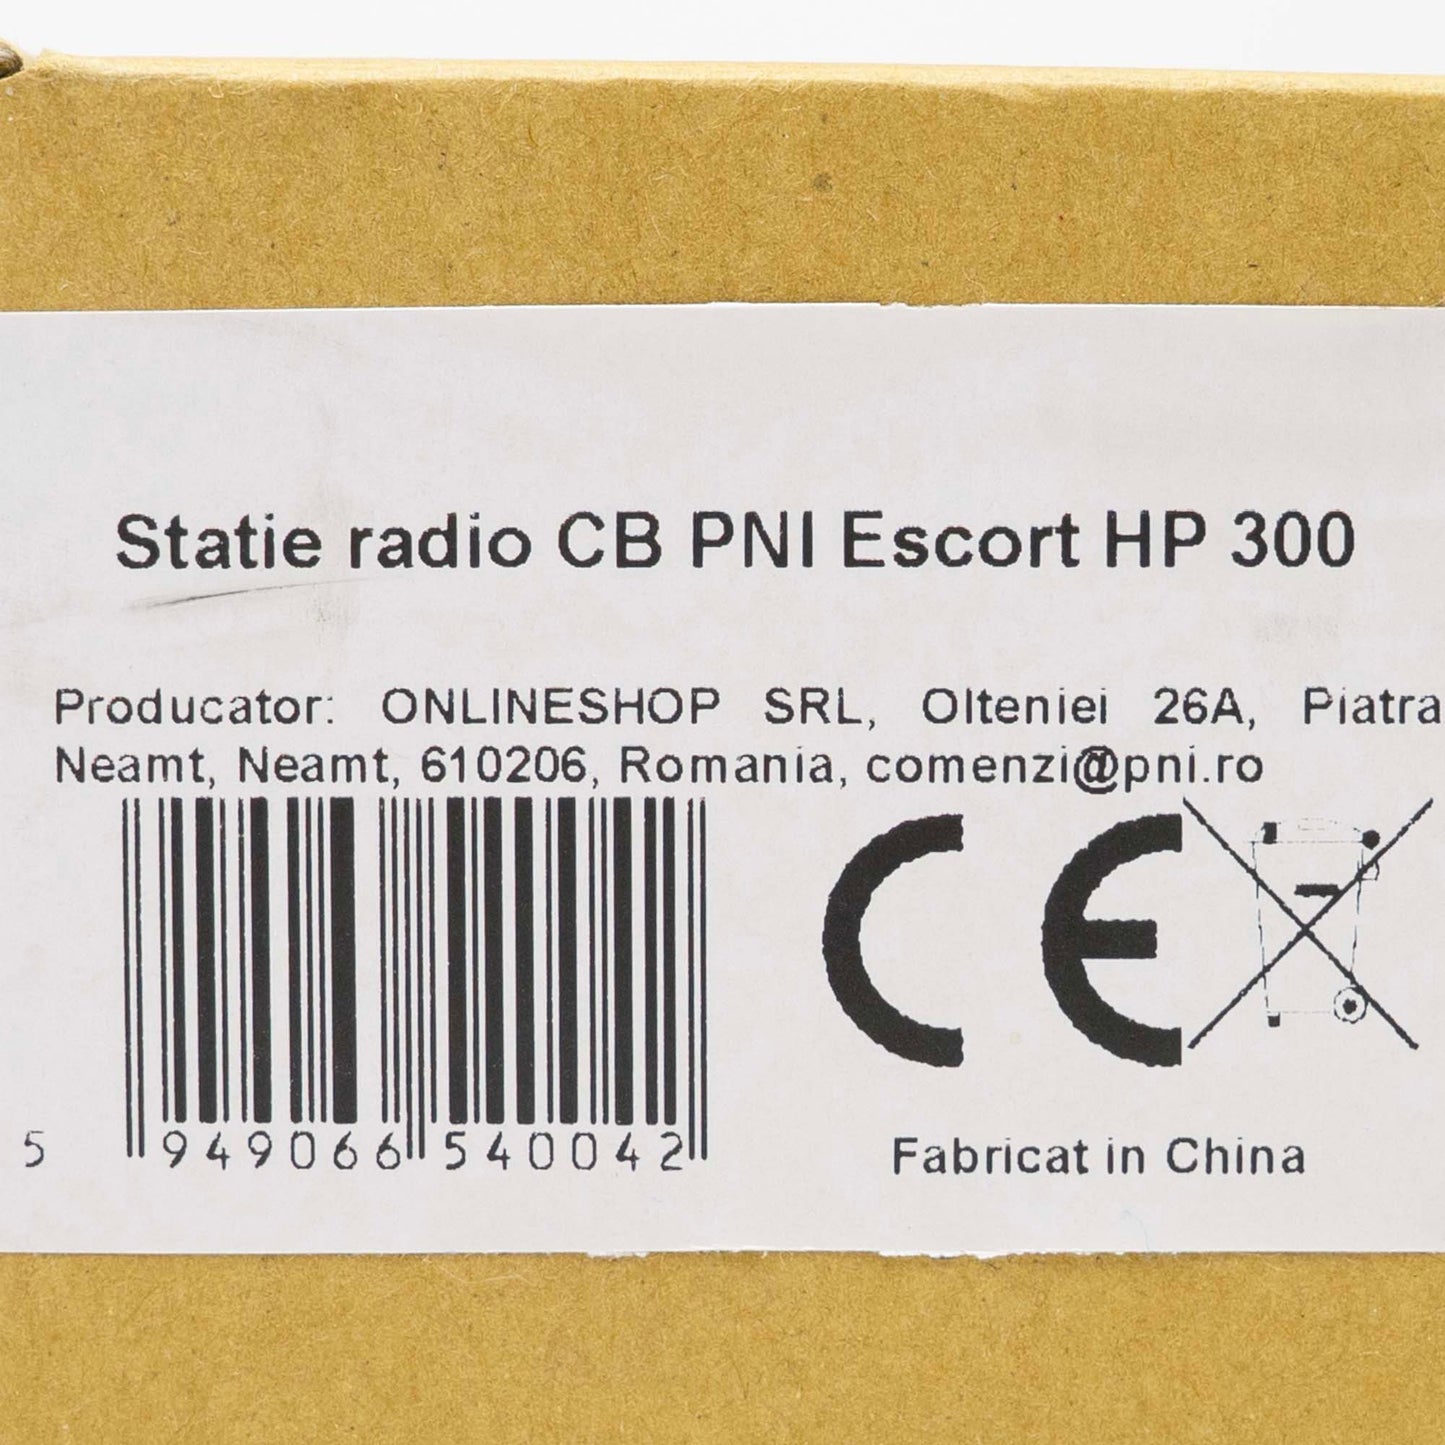 Statie radio CB PNI Escort HP 300
Producator: ONLINESHOP SRL, Olteniei 26A, Piatra
Neamt, Neamt, 610206, Romania, comenzi@pni.ro
CE
5 949066 540042
Fabricat in China